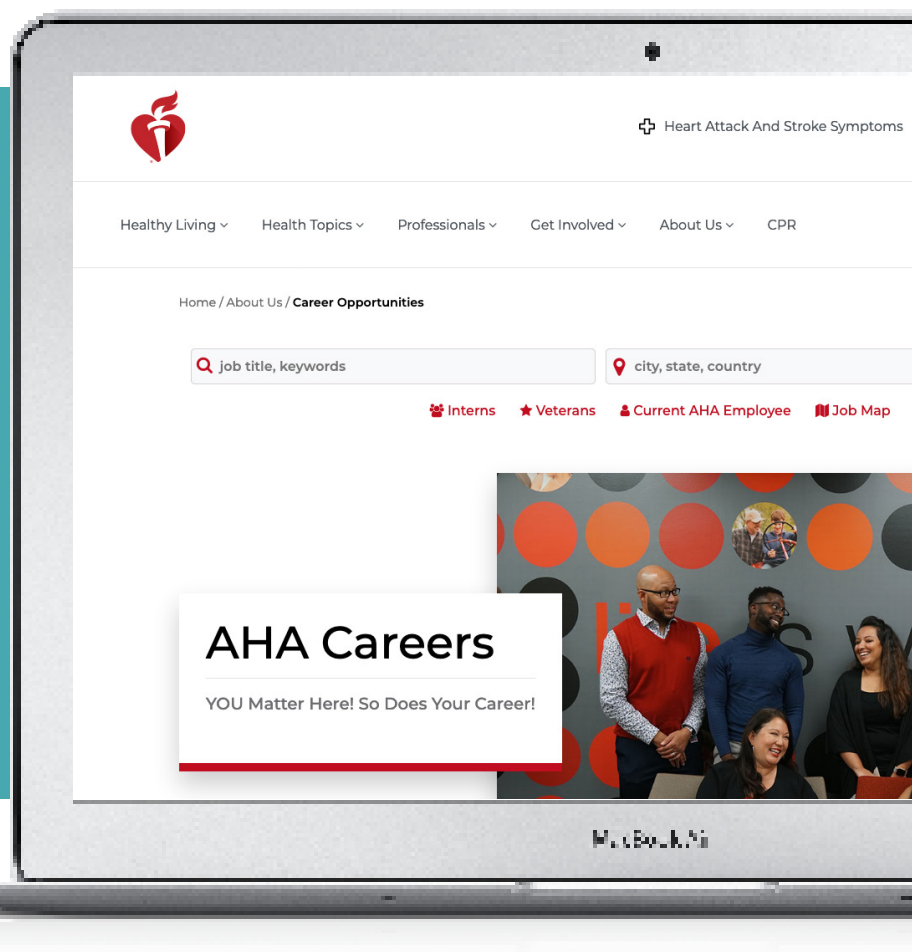 Heart Attack And Stroke Symptoms
Healthy Living Health Topics Professionals Get Involved About Us CPR
Home / About Us / Career Opportunities
job title, keywords city, state, country
Interns Veterans Current AHA Employee Job Map
AHA Careers
YOU Matter Here! So Does Your Career!
MacBook Air